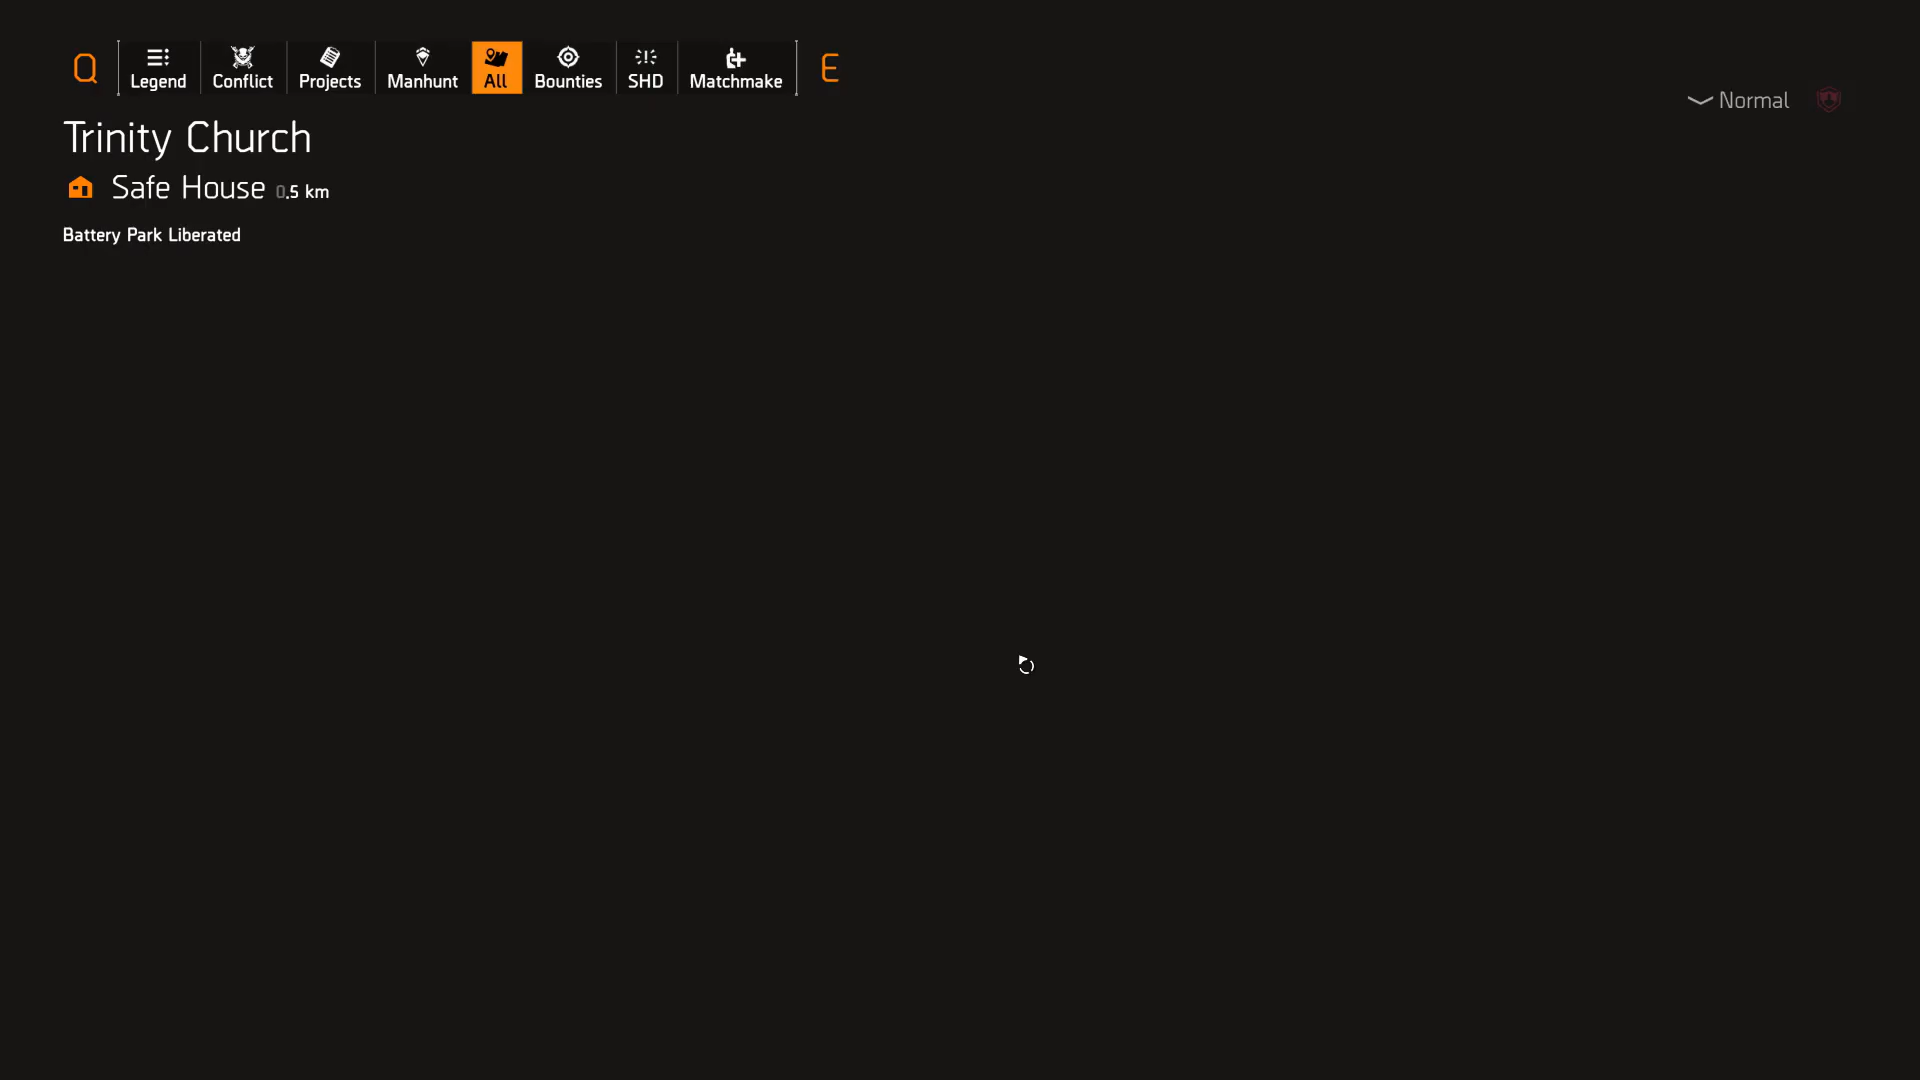 Q Legend Conflict Projects Manhunt All Bounties SHD Matchmake E
Normal
Trinity Church
Safe House 0.5 km
Battery Park Liberated